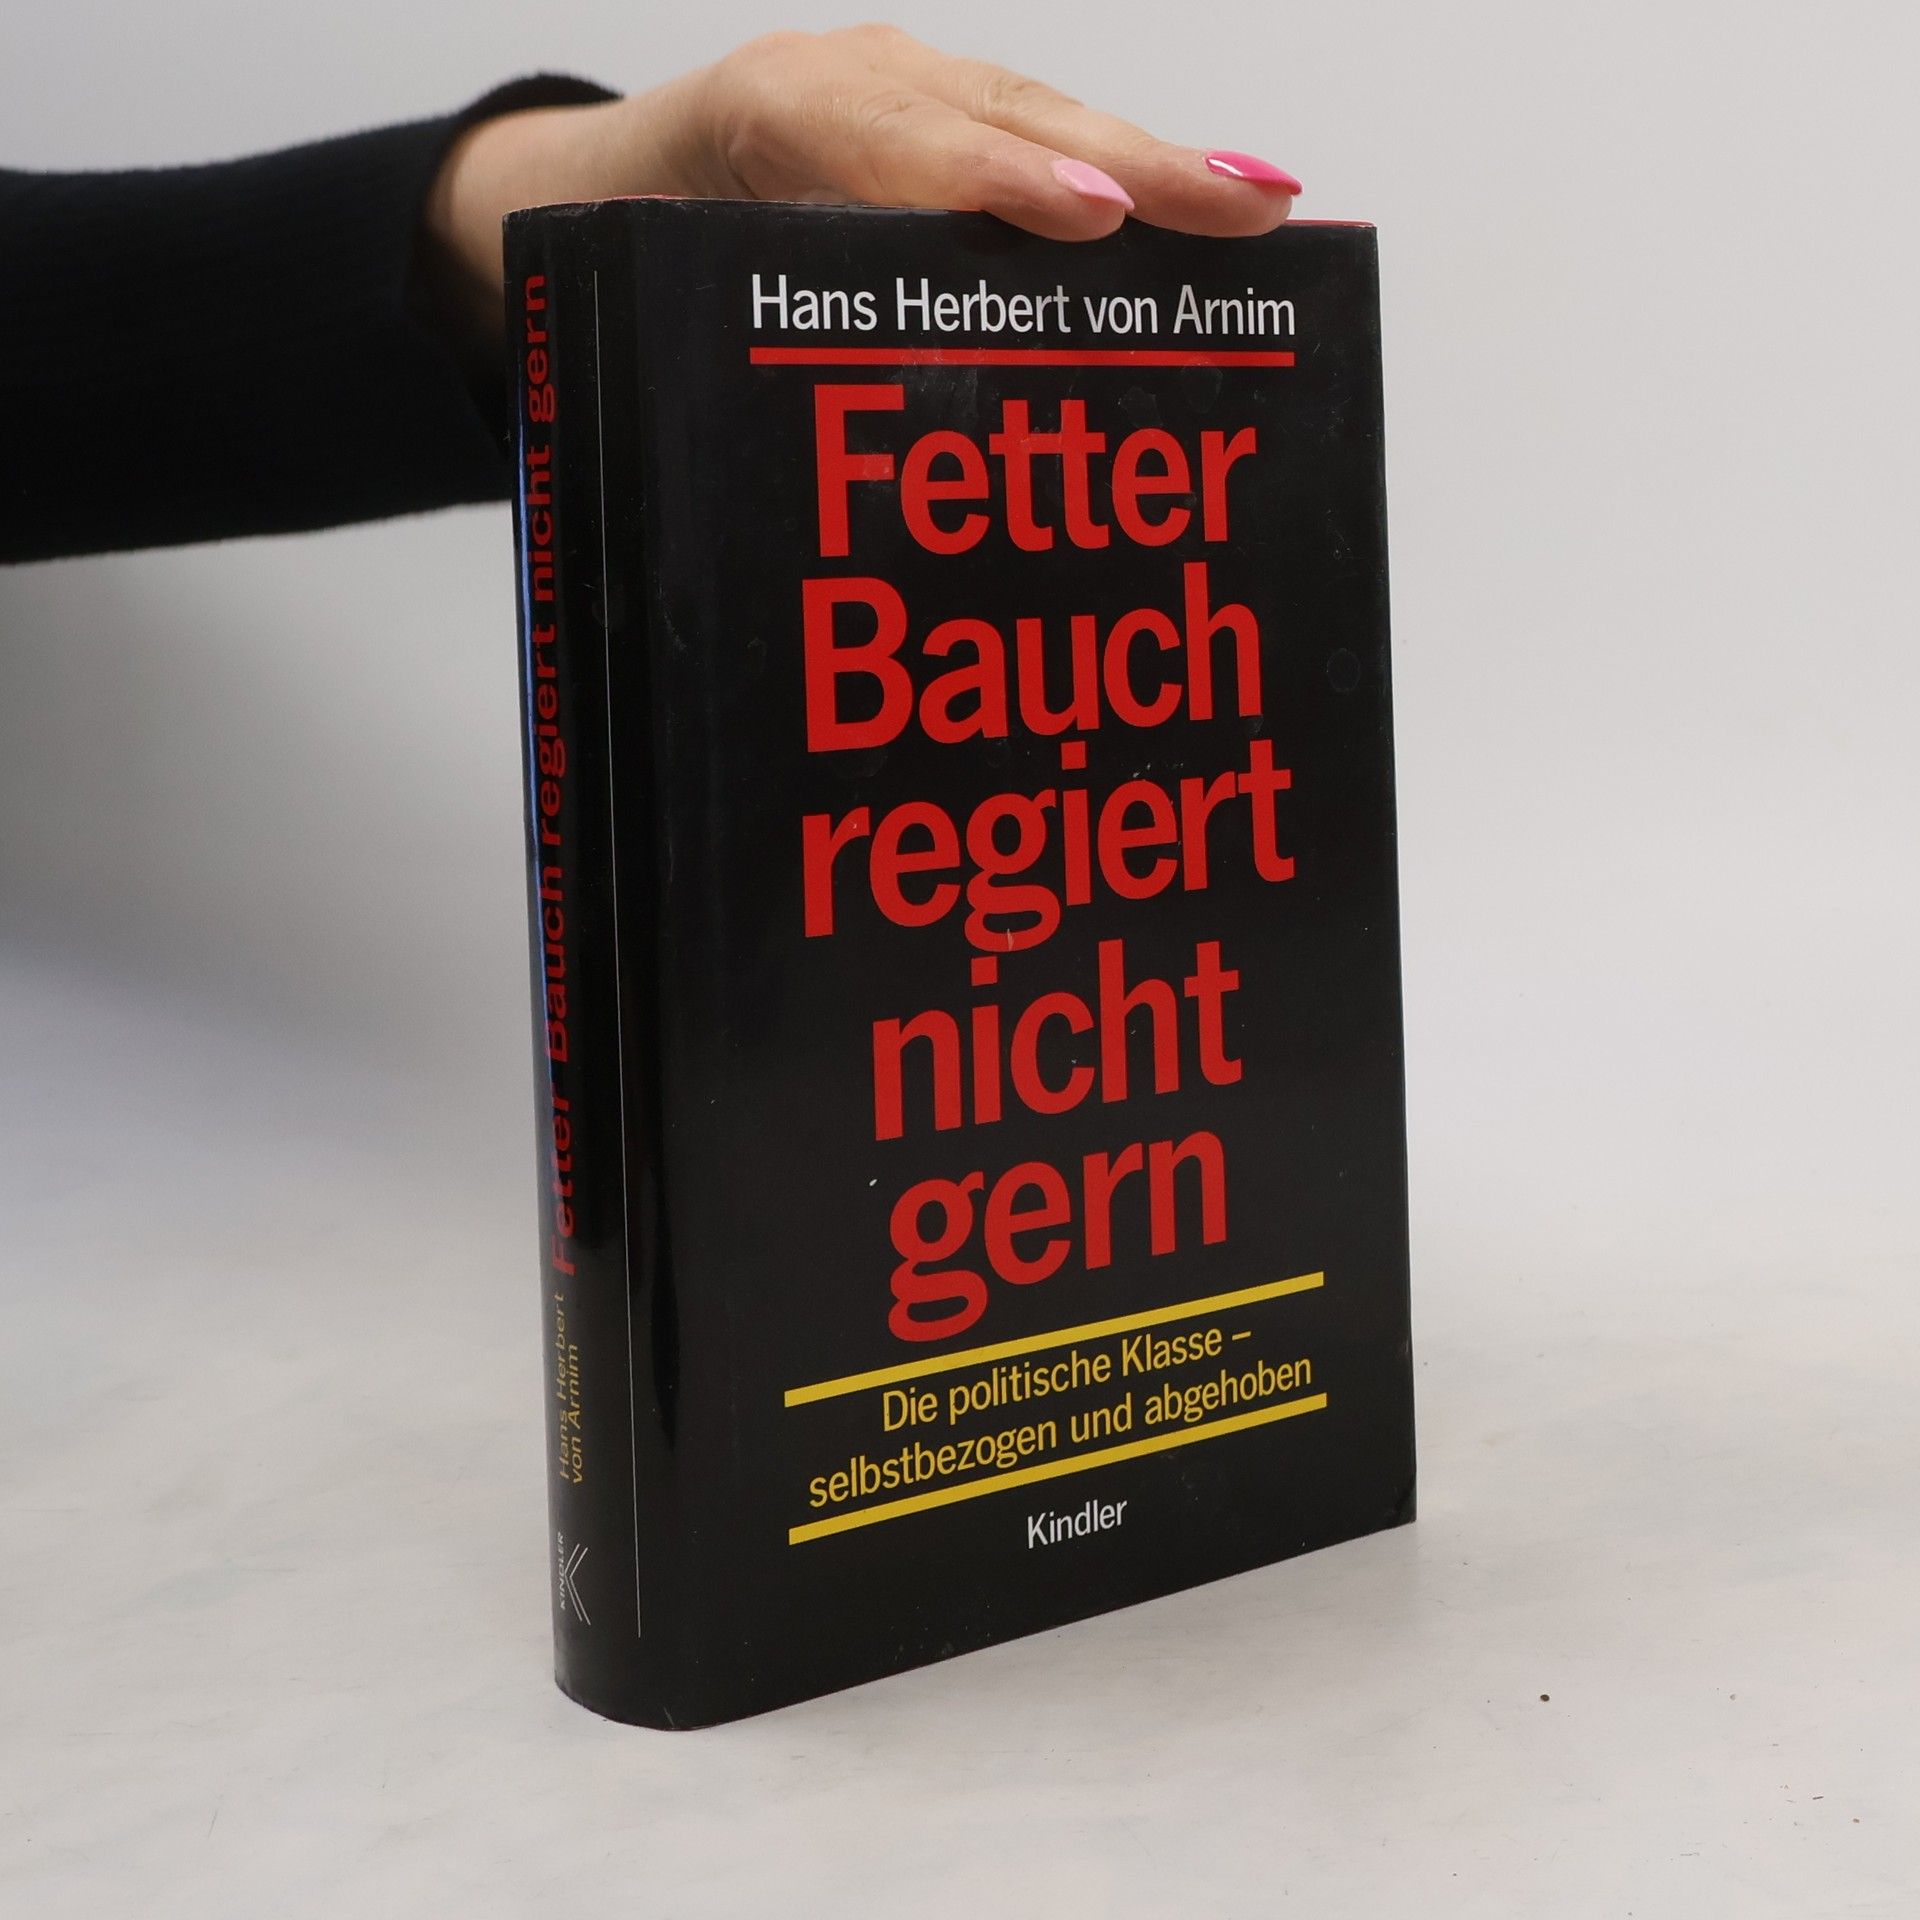 Hans Herbert von Arnim
Fetter
Bauch
regiert
nicht
gern
Die politische Klasse –
selbstbezogen und abgehoben
Kindler
Fetter Bauch regiert nicht gern
Hans Herbert
von Arnim
KINDLER